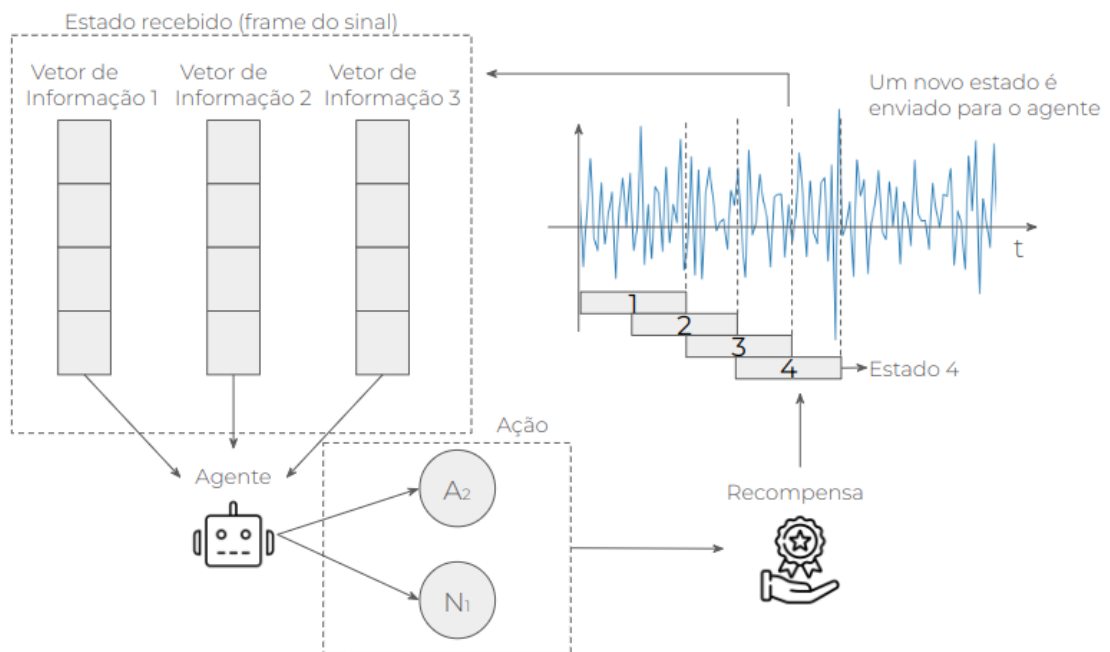 Estado recebido (frame do sinal)
Vetor de
Informação 1
Vetor de
Informação 2
Vetor de
Informação 3
Um novo estado é
enviado para o agente
t
1
2
3
4
Estado 4
Ação
Agente
A2
N1
Recompensa